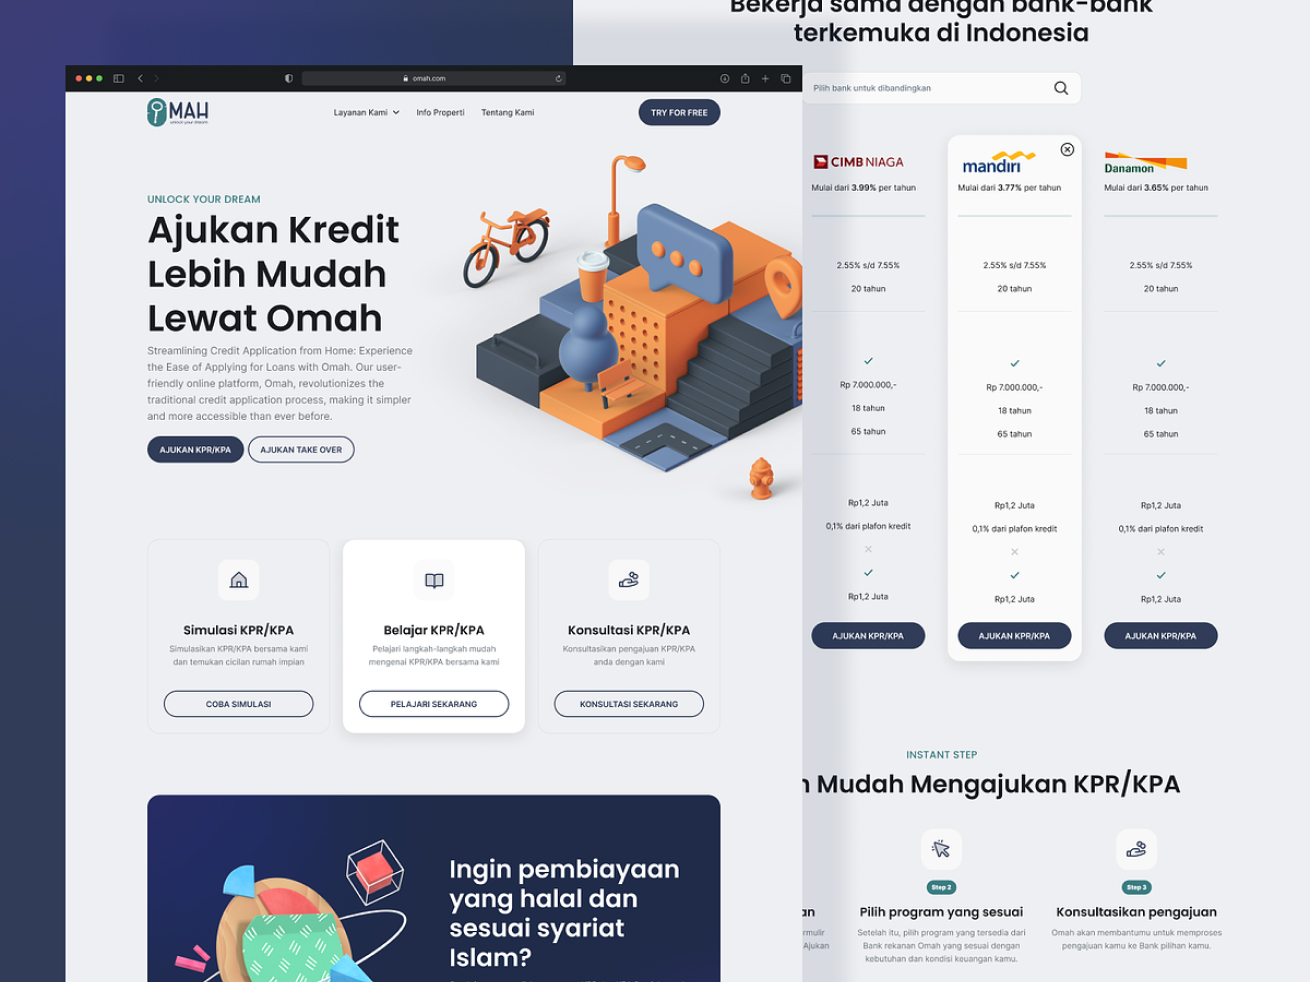 omah.com
MAH
unlock your dream
Layanan Kami
Info Properti
Tentang Kami
TRY FOR FREE
UNLOCK YOUR DREAM
Ajukan Kredit
Lebih Mudah
Lewat Omah
Streamlining Credit Application from Home: Experience
the Ease of Applying for Loans with Omah. Our user-
friendly online platform, Omah, revolutionizes the
traditional credit application process, making it simpler
and more accessible than ever before.
AJUKAN KPR/KPA
AJUKAN TAKE OVER
Simulasi KPR/KPA
Simulasikan KPR/KPA bersama kami
dan temukan cicilan rumah impian
COBA SIMULASI
Belajar KPR/KPA
Pelajari langkah-langkah mudah
mengenai KPR/KPA bersama kami
PELAJARI SEKARANG
Konsultasi KPR/KPA
Konsultasikan pengajuan KPR/KPA
anda dengan kami
KONSULTASI SEKARANG
Ingin pembiayaan
yang halal dan
sesuai syariat
Islam?
Bekerja sama dengan bank-bank
terkemuka di Indonesia
Pilih bank untuk dibandingkan
CIMB NIAGA
Mulai dari 3.99% per tahun
2.55% s/d 7.55%
20 tahun
Rp 7.000.000,-
18 tahun
65 tahun
Rp1,2 Juta
0,1% dari plafon kredit
Rp1,2 Juta
AJUKAN KPR/KPA
mandiri
Mulai dari 3.77% per tahun
2.55% s/d 7.55%
20 tahun
Rp 7.000.000,-
18 tahun
65 tahun
Rp1,2 Juta
0,1% dari plafon kredit
Rp1,2 Juta
AJUKAN KPR/KPA
Danamon
Mulai dari 3.65% per tahun
2.55% s/d 7.55%
20 tahun
Rp 7.000.000,-
18 tahun
65 tahun
Rp1,2 Juta
0,1% dari plafon kredit
Rp1,2 Juta
AJUKAN KPR/KPA
INSTANT STEP
Mudah Mengajukan KPR/KPA
an
rmulir
Ajukan
Step 2
Pilih program yang sesuai
Setelah itu, pilih program yang tersedia dari
Bank rekanan Omah yang sesuai dengan
kebutuhan dan kondisi keuangan kamu.
Step 3
Konsultasikan pengajuan
Omah akan membantumu untuk memproses
pengajuan kamu ke Bank pilihan kamu.